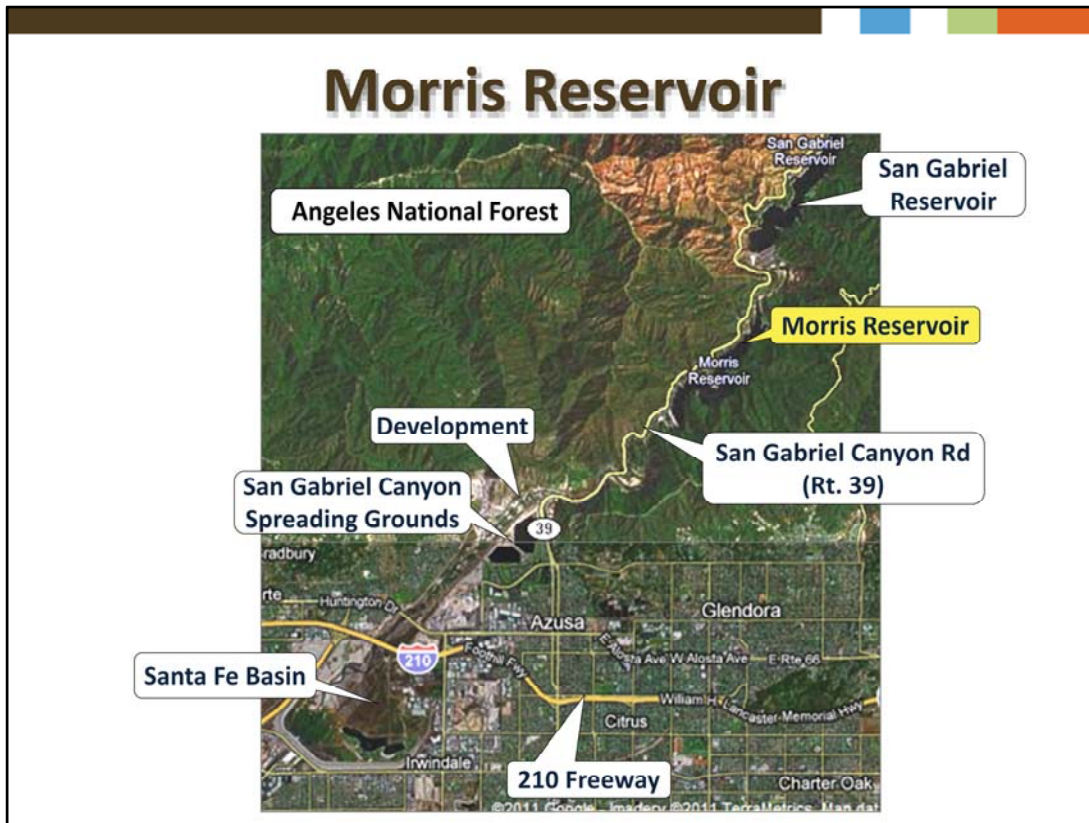 Morris Reservoir
San Gabriel
Reservoir
San Gabriel
Reservoir
Angeles National Forest
Morris Reservoir
Morris
Reservoir
Development
San Gabriel Canyon Rd
(Rt. 39)
San Gabriel Canyon
Spreading Grounds
39
Bradbury
rte
Huntington Dr
Azusa
Glendora
E Alosta Ave
W Alosta Ave
E Rte 66
210
Foothill Fwy
Santa Fe Basin
William H. Lancaster Memorial Hwy
Citrus
Irwindale
210 Freeway
Charter Oak
©2011 Google - Imagery ©2011 TerraMetrics, Map dat